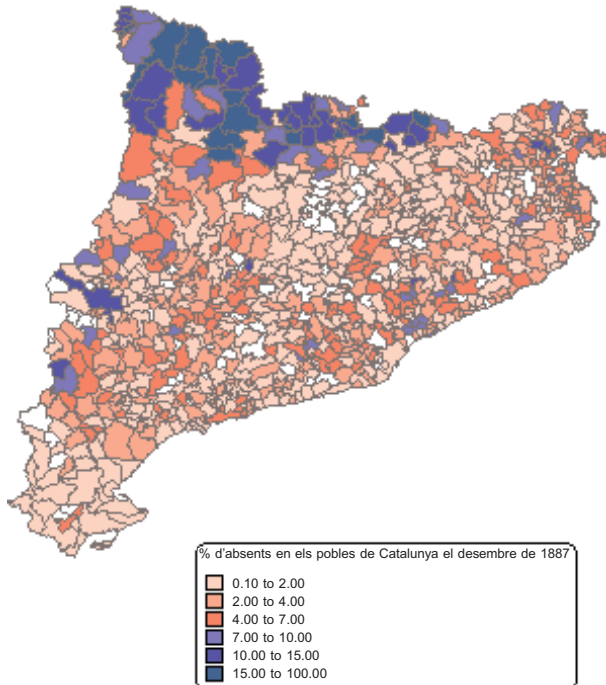 % d'absents en els pobles de Catalunya el desembre de 1887
0.10 to 2.00
2.00 to 4.00
4.00 to 7.00
7.00 to 10.00
10.00 to 15.00
15.00 to 100.00